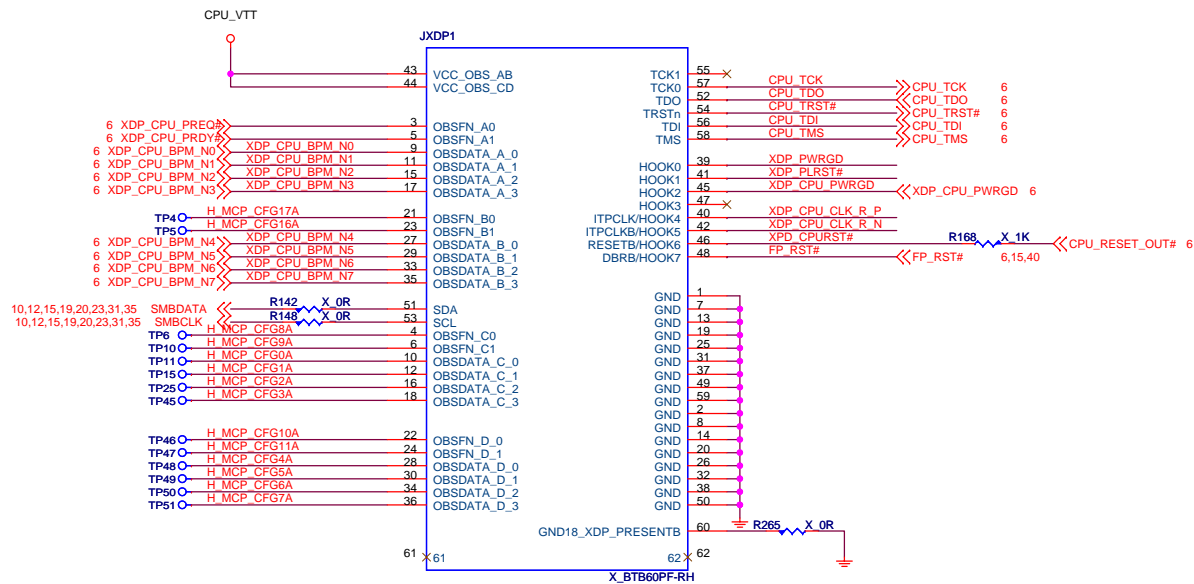 CPU_VTT
JXDP1
43 VCC_OBS_AB
44 VCC_OBS_CD
6 XDP_CPU_PREQ# 3 OBSFN_A0
6 XDP_CPU_PRDY# 5 OBSFN_A1
6 XDP_CPU_BPM_N0 XDP_CPU_BPM_N0 9 OBSDATA_A_0
6 XDP_CPU_BPM_N1 XDP_CPU_BPM_N1 11 OBSDATA_A_1
6 XDP_CPU_BPM_N2 XDP_CPU_BPM_N2 15 OBSDATA_A_2
6 XDP_CPU_BPM_N3 XDP_CPU_BPM_N3 17 OBSDATA_A_3
TP4 H_MCP_CFG17A 21 OBSFN_B0
TP5 H_MCP_CFG16A 23 OBSFN_B1
6 XDP_CPU_BPM_N4 XDP_CPU_BPM_N4 27 OBSDATA_B_0
6 XDP_CPU_BPM_N5 XDP_CPU_BPM_N5 29 OBSDATA_B_1
6 XDP_CPU_BPM_N6 XDP_CPU_BPM_N6 33 OBSDATA_B_2
6 XDP_CPU_BPM_N7 XDP_CPU_BPM_N7 35 OBSDATA_B_3
10,12,15,19,20,23,31,35 SMBDATA R142 X_0R 51 SDA
10,12,15,19,20,23,31,35 SMBCLK R148 X_0R 53 SCL
TP6 H_MCP_CFG8A 4 OBSFN_C0
TP10 H_MCP_CFG9A 6 OBSFN_C1
TP11 H_MCP_CFG0A 10 OBSDATA_C_0
TP15 H_MCP_CFG1A 12 OBSDATA_C_1
TP25 H_MCP_CFG2A 16 OBSDATA_C_2
TP45 H_MCP_CFG3A 18 OBSDATA_C_3
TP46 H_MCP_CFG10A 22 OBSFN_D_0
TP47 H_MCP_CFG11A 24 OBSFN_D_1
TP48 H_MCP_CFG4A 28 OBSDATA_D_0
TP49 H_MCP_CFG5A 30 OBSDATA_D_1
TP50 H_MCP_CFG6A 34 OBSDATA_D_2
TP51 H_MCP_CFG7A 36 OBSDATA_D_3
61 61
TCK1 55
TCK0 57 CPU_TCK CPU_TCK 6
TDO 52 CPU_TDO CPU_TDO 6
TRSTn 54 CPU_TRST# CPU_TRST# 6
TDI 56 CPU_TDI CPU_TDI 6
TMS 58 CPU_TMS CPU_TMS 6
HOOK0 39 XDP_PWRGD
HOOK1 41 XDP_PLRST#
HOOK2 45 XDP_CPU_PWRGD XDP_CPU_PWRGD 6
HOOK3 47
ITPCLK/HOOK4 40 XDP_CPU_CLK_R_P
ITPCLKB/HOOK5 42 XDP_CPU_CLK_R_N
RESETB/HOOK6 46 XPD_CPURST# R168 X_1K CPU_RESET_OUT# 6
DBRB/HOOK7 48 FP_RST# FP_RST# 6,15,40
GND 1
GND 7
GND 13
GND 19
GND 25
GND 31
GND 37
GND 49
GND 59
GND 2
GND 8
GND 14
GND 20
GND 26
GND 32
GND 38
GND 50
GND18_XDP_PRESENTB 60 R265 X_0R
62 62
X_BTB60PF-RH